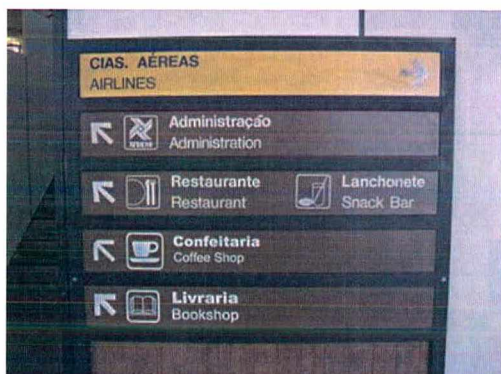 CIAS. AÉREAS
AIRLINES
Administração
Administration
Restaurante
Restaurant
Lanchonete
Snack Bar
Confeitaria
Coffee Shop
Livraria
Bookshop